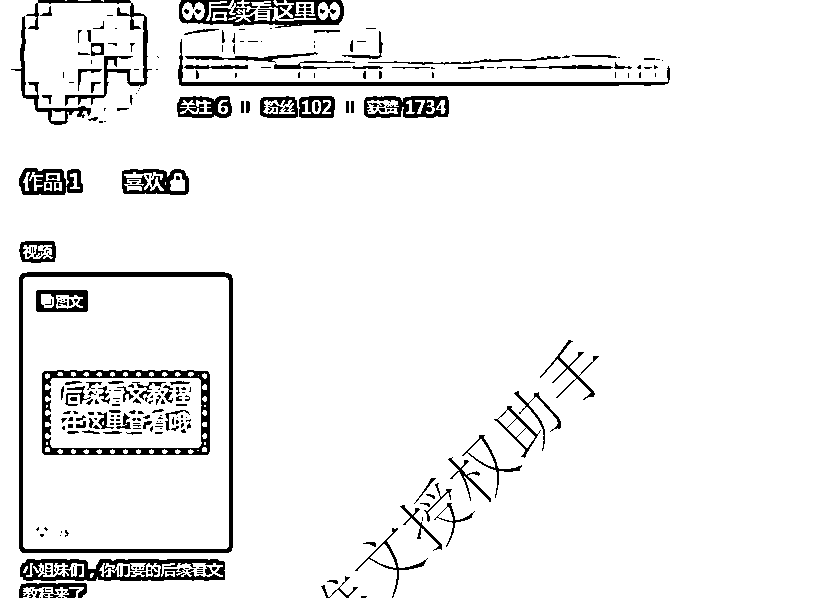 👀后续看这里👀
关注 6 粉丝 102 获赞 1734
作品 1 喜欢
视频
图文
后续看文教程
在这里查看哦
小姐妹们，你们要的后续看文
教程来了
文授权助手